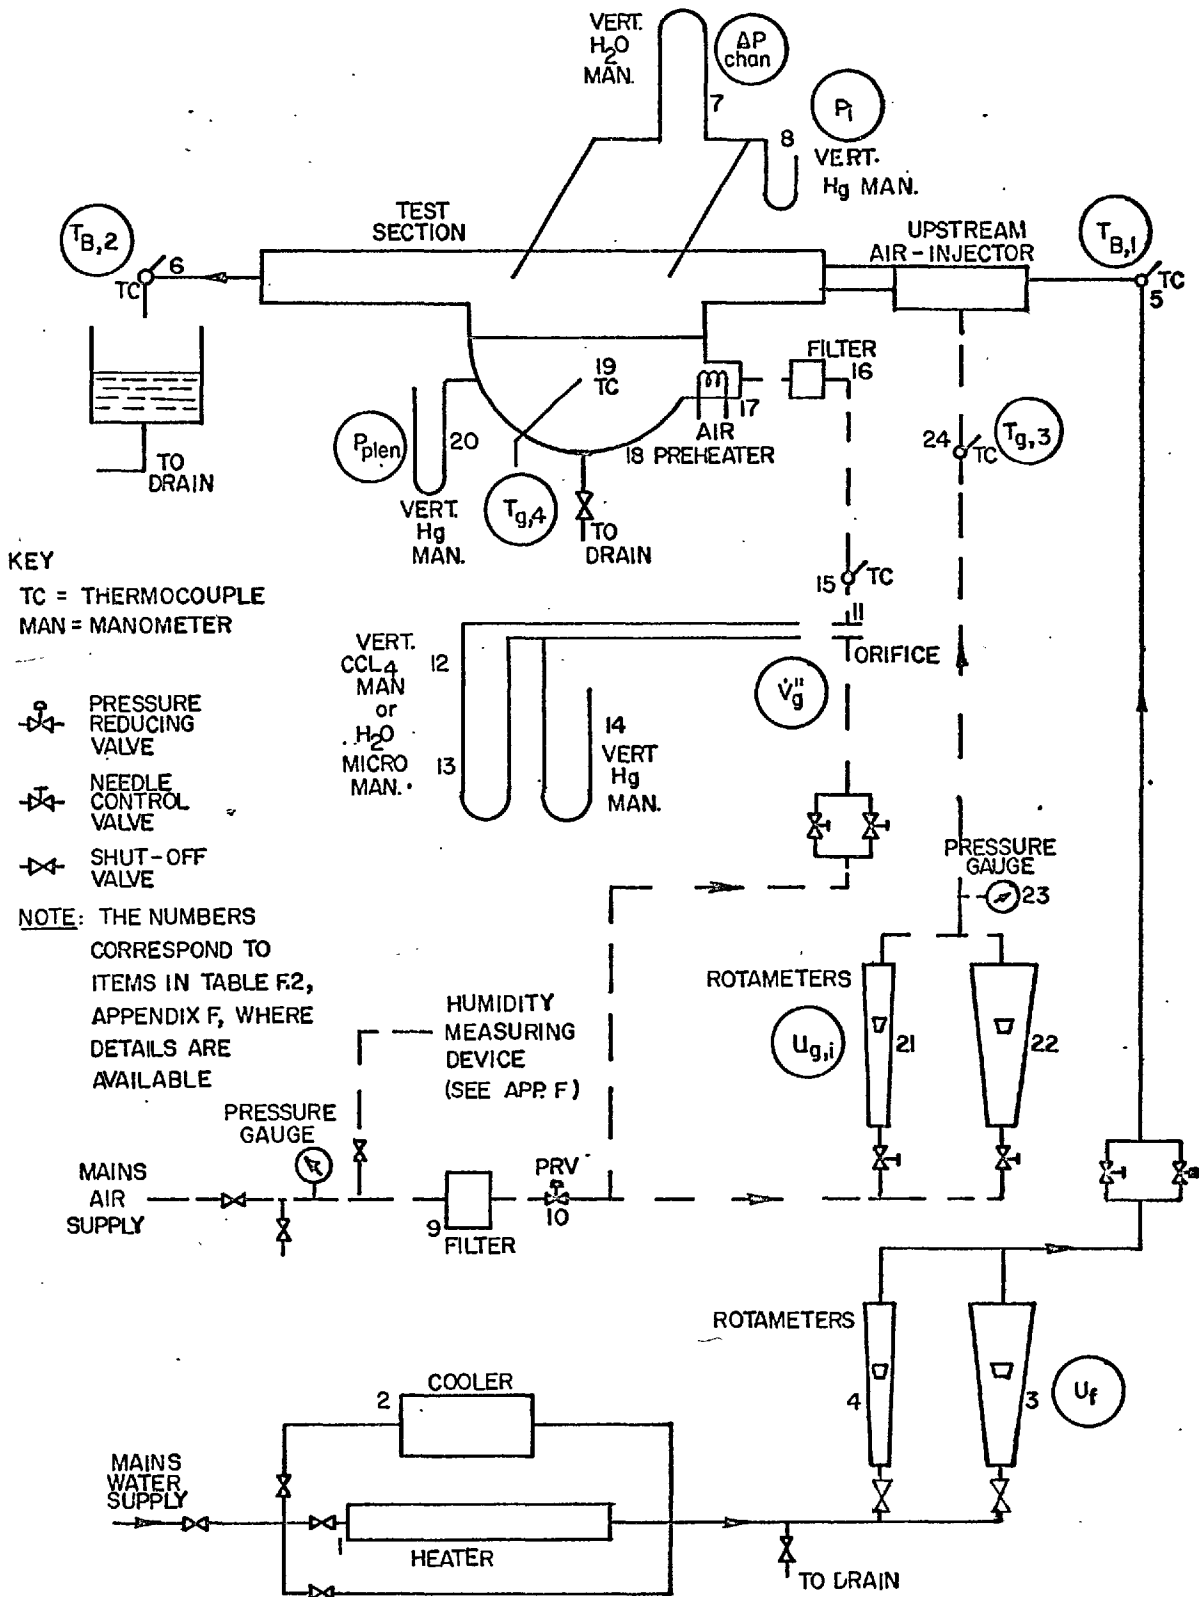 VERT.
H2O
MAN.
ΔP
chan
7
Pi
8
VERT.
Hg MAN.
TEST
SECTION
UPSTREAM
AIR-INJECTOR
TB,2
6
TC
TB,1
TC
5
19
TC
FILTER
16
17
AIR
18 PREHEATER
24
TC
Tg,3
Pplen
20
VERT.
Hg
MAN.
Tg,4
TO
DRAIN
TO
DRAIN
KEY
TC = THERMOCOUPLE
MAN = MANOMETER
15
TC
11
ORIFICE
VERT.
CCL4
MAN
or
H2O
MICRO
MAN.
12
13
14
VERT
Hg
MAN.
V̇g"
PRESSURE
REDUCING
VALVE
NEEDLE
CONTROL
VALVE
SHUT-OFF
VALVE
NOTE: THE NUMBERS
CORRESPOND TO
ITEMS IN TABLE F.2,
APPENDIX F, WHERE
DETAILS ARE
AVAILABLE
PRESSURE
GAUGE
23
ROTAMETERS
Ug,i
21
22
HUMIDITY
MEASURING
DEVICE
(SEE APP. F)
PRESSURE
GAUGE
MAINS
AIR
SUPPLY
9
FILTER
PRV
10
ROTAMETERS
4
3
Uf
2
COOLER
MAINS
WATER
SUPPLY
1
HEATER
TO DRAIN